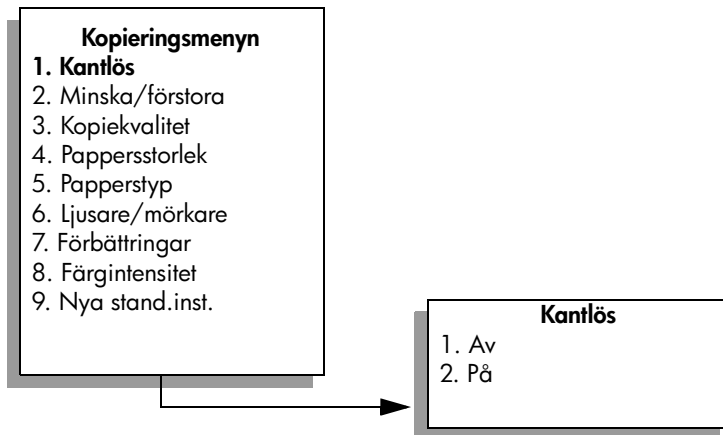 Kopieringsmenyn
1. Kantlös
2. Minska/förstora
3. Kopiekvalitet
4. Pappersstorlek
5. Papperstyp
6. Ljusare/mörkare
7. Förbättringar
8. Färgintensitet
9. Nya stand.inst.
Kantlös
1. Av
2. På